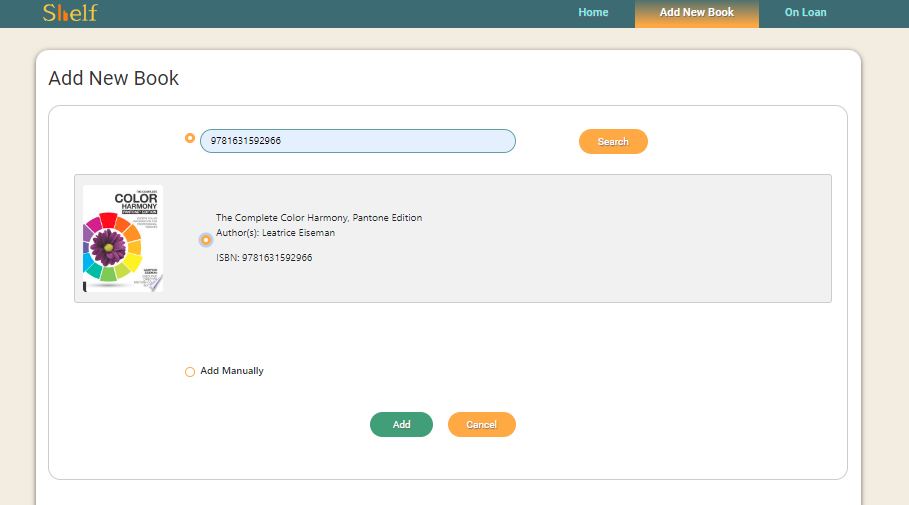 Shelf
Home
Add New Book
On Loan
Add New Book
9781631592966
Search
THE COMPLETE
COLOR
HARMONY
PANTONE EDITION
The Complete Color Harmony, Pantone Edition
Author(s): Leatrice Eiseman
ISBN: 9781631592966
Add Manually
Add
Cancel